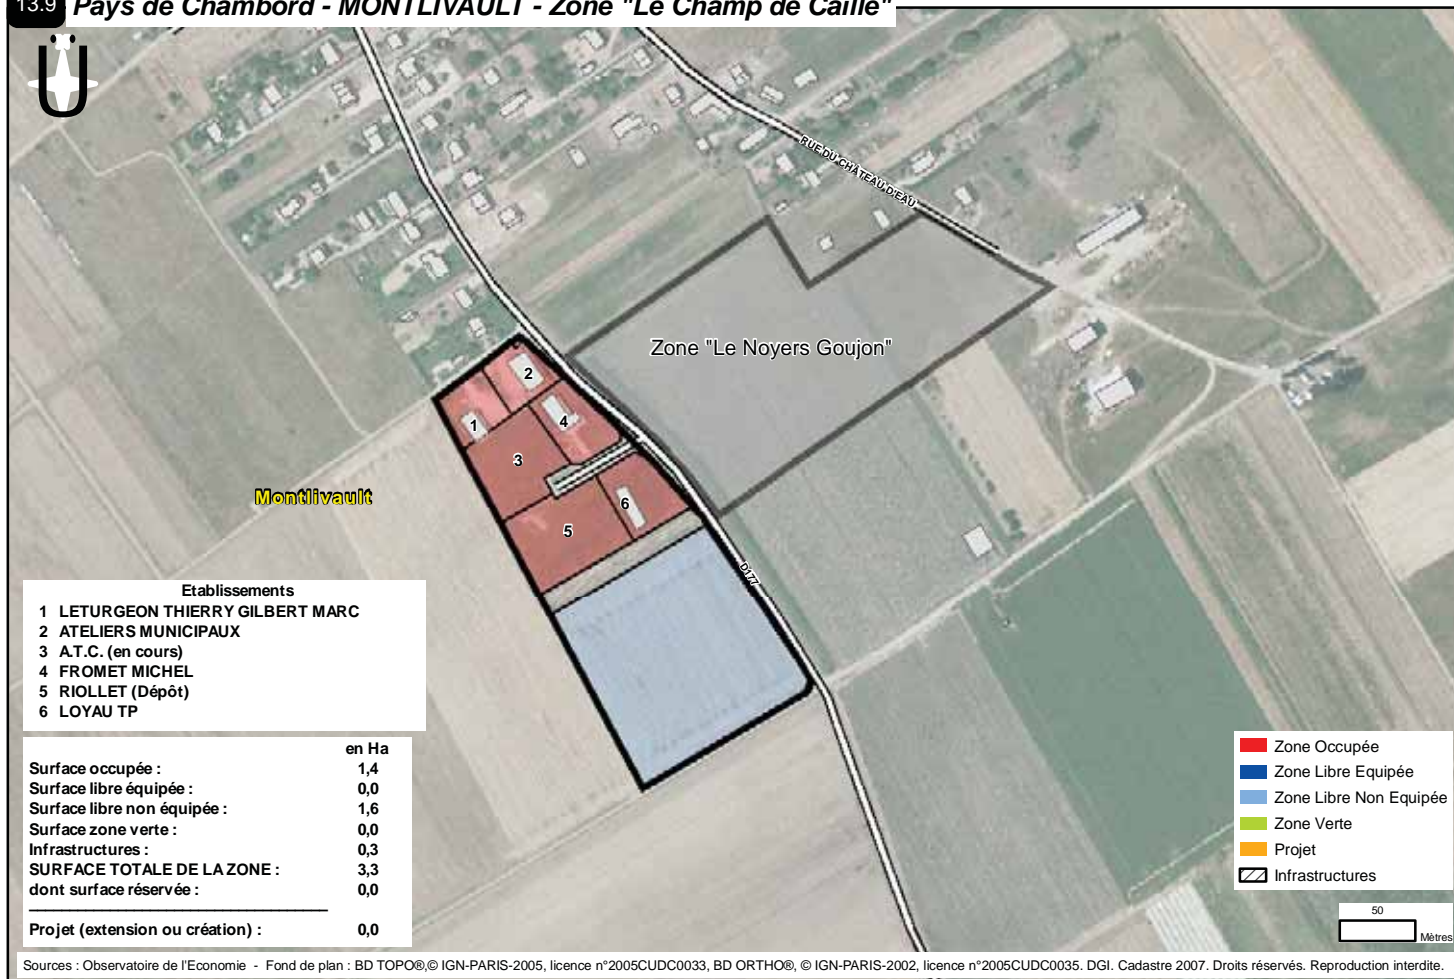 13.9 Pays de Chambord - MONTLIVAULT - Zone "Le Champ de Caille"
Ü
RUE DU CHÂTEAU D'EAU
Zone "Le Noyers Goujon"
2
1
4
3
6
5
Montlivault
D177
Etablissements
1 LETURGEON THIERRY GILBERT MARC
2 ATELIERS MUNICIPAUX
3 A.T.C. (en cours)
4 FROMET MICHEL
5 RIOLLET (Dépôt)
6 LOYAU TP
en Ha
Surface occupée : 1,4
Surface libre équipée : 0,0
Surface libre non équipée : 1,6
Surface zone verte : 0,0
Infrastructures : 0,3
SURFACE TOTALE DE LA ZONE : 3,3
dont surface réservée : 0,0
Projet (extension ou création) : 0,0
Zone Occupée
Zone Libre Equipée
Zone Libre Non Equipée
Zone Verte
Projet
Infrastructures
50
Mètres
Sources : Observatoire de l'Economie - Fond de plan : BD TOPO®,© IGN-PARIS-2005, licence n°2005CUDC0033, BD ORTHO®, © IGN-PARIS-2002, licence n°2005CUDC0035. DGI. Cadastre 2007. Droits réservés. Reproduction interdite